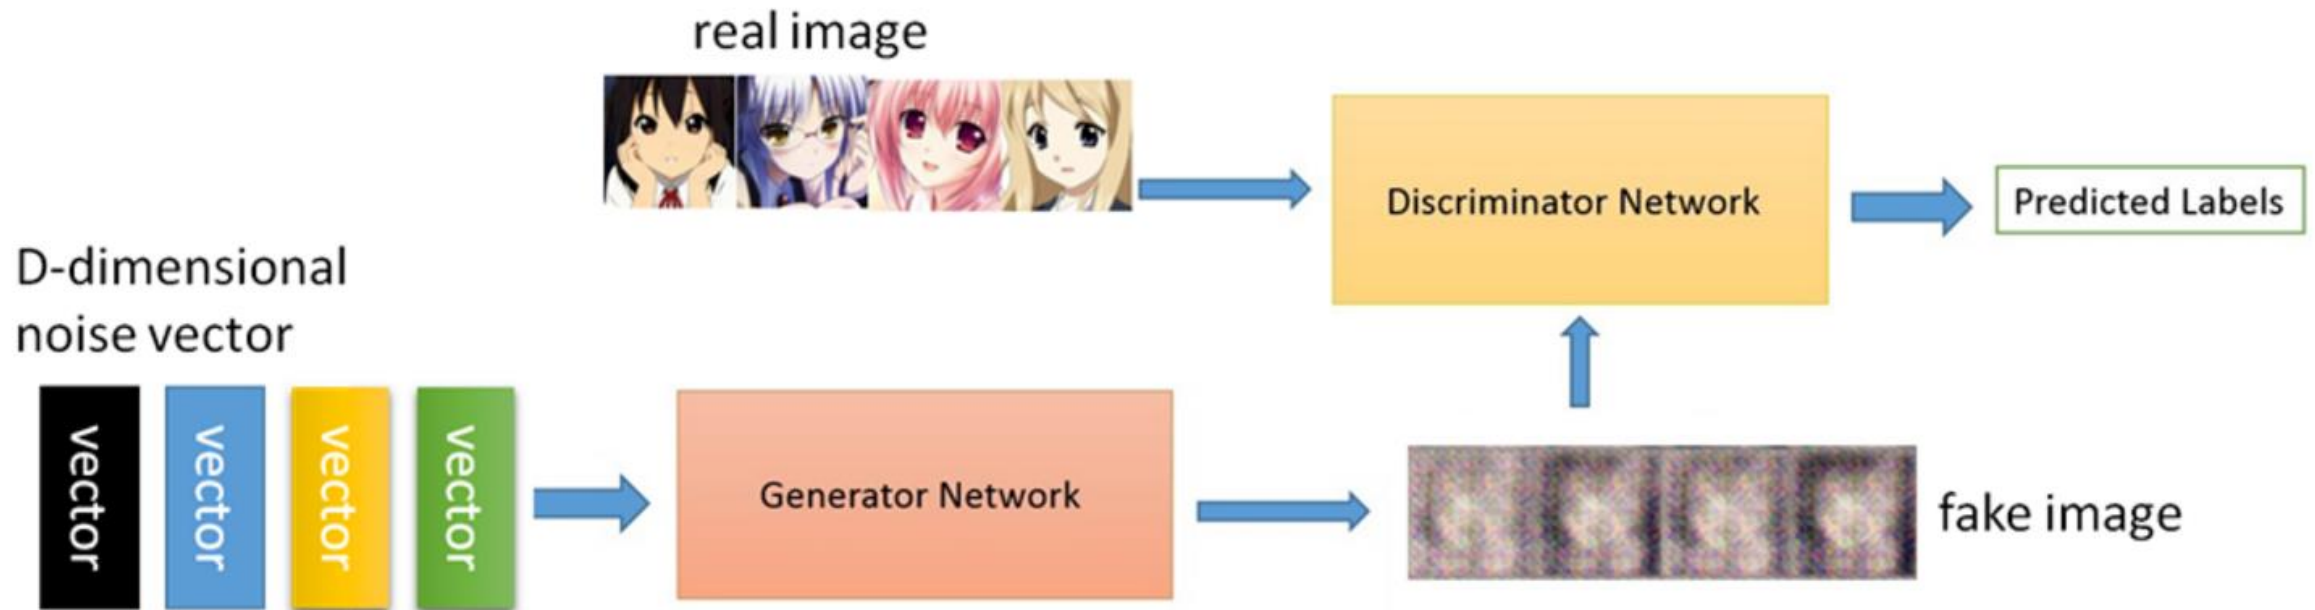 real image
Discriminator Network
Predicted Labels
D-dimensional
noise vector
vector
vector
vector
vector
Generator Network
fake image